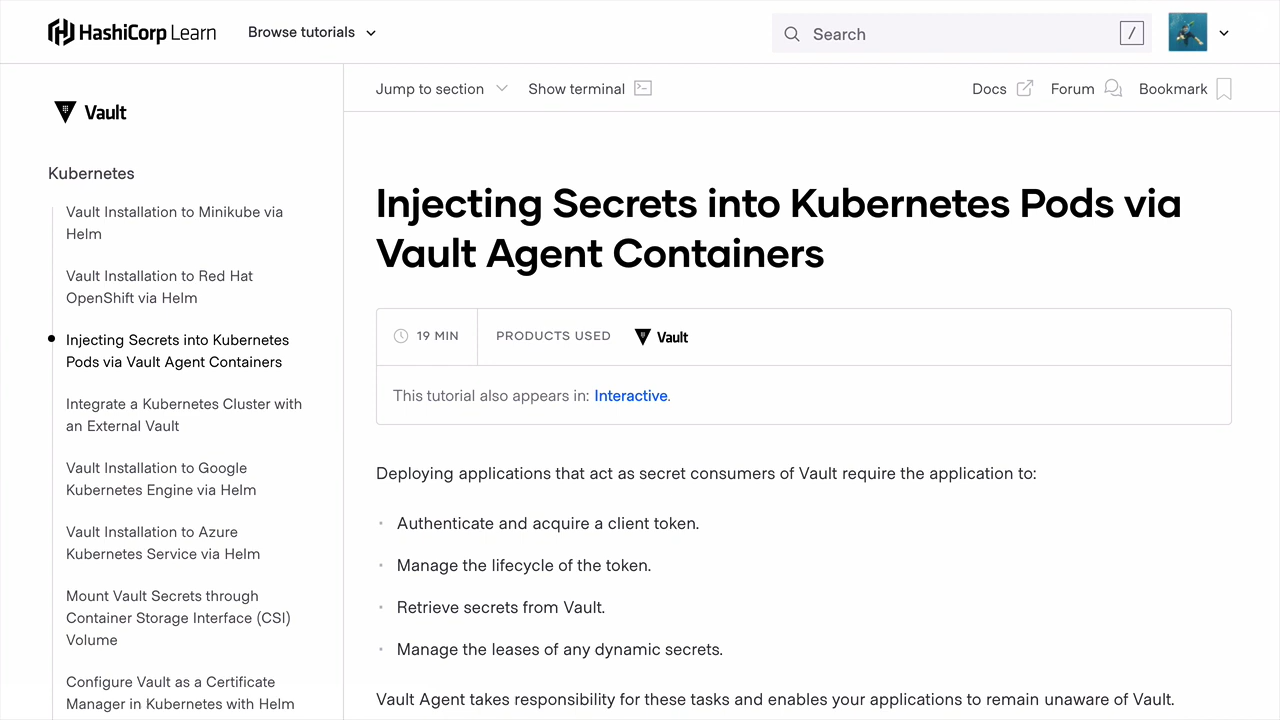 HashiCorp Learn
Browse tutorials
Search
/
Vault
Kubernetes
Vault Installation to Minikube via
Helm
Vault Installation to Red Hat
OpenShift via Helm
Injecting Secrets into Kubernetes
Pods via Vault Agent Containers
Integrate a Kubernetes Cluster with
an External Vault
Vault Installation to Google
Kubernetes Engine via Helm
Vault Installation to Azure
Kubernetes Service via Helm
Mount Vault Secrets through
Container Storage Interface (CSI)
Volume
Configure Vault as a Certificate
Manager in Kubernetes with Helm
Jump to section
Show terminal
Docs
Forum
Bookmark
Injecting Secrets into Kubernetes Pods via
Vault Agent Containers
19 MIN
PRODUCTS USED
Vault
This tutorial also appears in: Interactive.
Deploying applications that act as secret consumers of Vault require the application to:
• Authenticate and acquire a client token.
• Manage the lifecycle of the token.
• Retrieve secrets from Vault.
• Manage the leases of any dynamic secrets.
Vault Agent takes responsibility for these tasks and enables your applications to remain unaware of Vault.